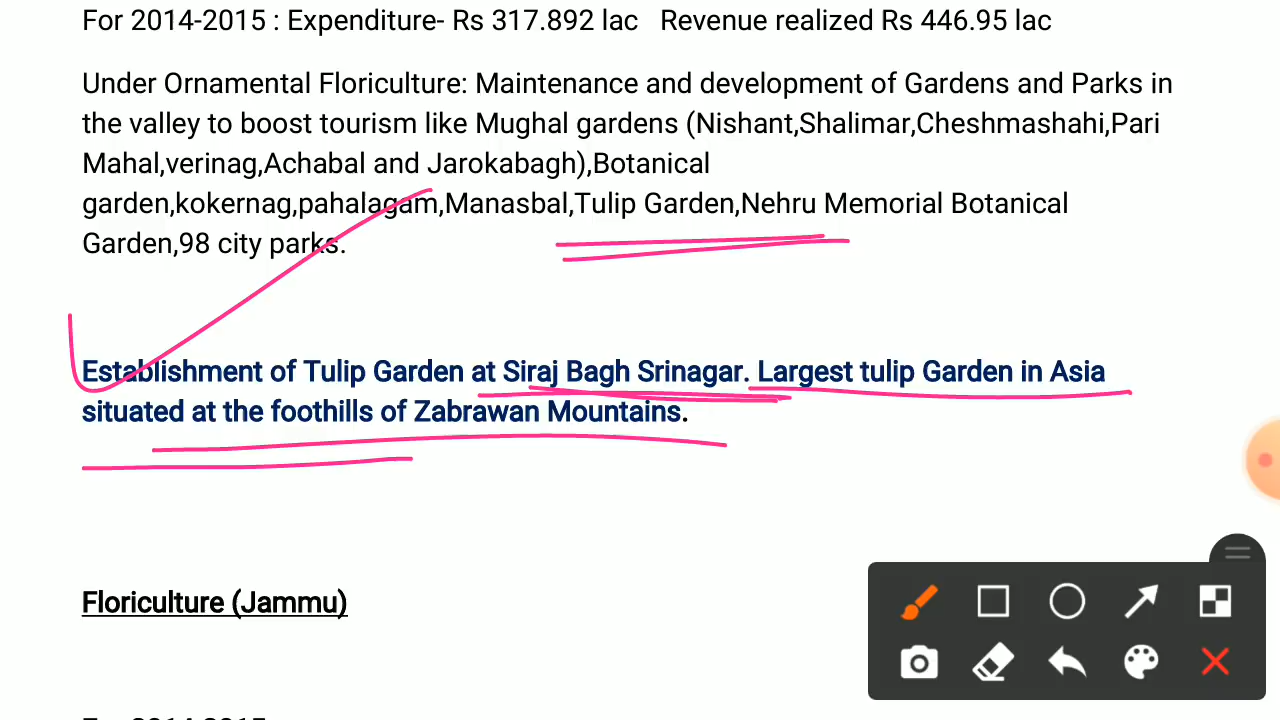 For 2014-2015 : Expenditure- Rs 317.892 lac Revenue realized Rs 446.95 lac
Under Ornamental Floriculture: Maintenance and development of Gardens and Parks in
the valley to boost tourism like Mughal gardens (Nishant,Shalimar,Cheshmashahi,Pari
Mahal,verinag,Achabal and Jarokabagh),Botanical
garden,kokernag,pahalagam,Manasbal,Tulip Garden,Nehru Memorial Botanical
Garden,98 city parks.
Establishment of Tulip Garden at Siraj Bagh Srinagar. Largest tulip Garden in Asia
situated at the foothills of Zabrawan Mountains.
Floriculture (Jammu)